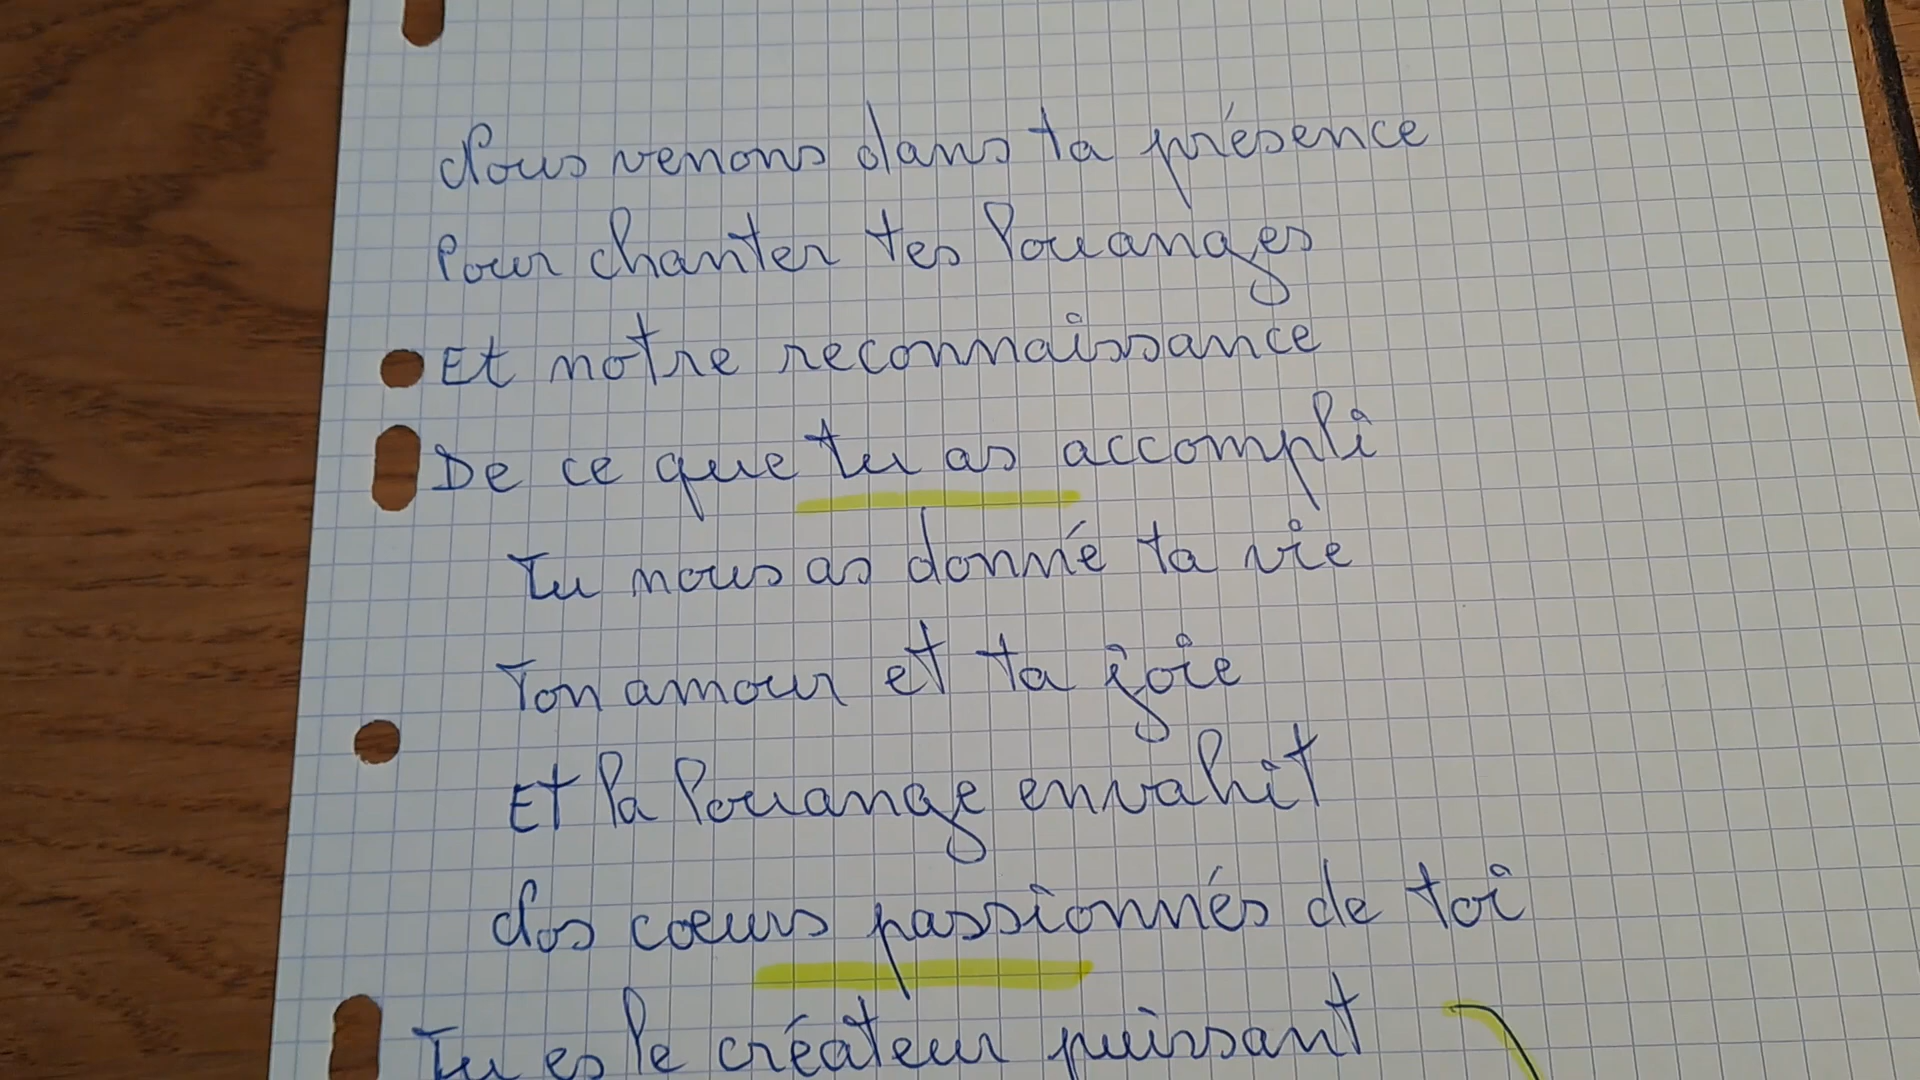 Nous venons dans ta présence
Pour chanter tes louanges
Et notre reconnaissance
De ce que tu as accompli
Tu nous as donné ta vie
Ton amour et ta joie
Et la louange envahit
Nos coeurs passionnés de toi
Tu es le créateur puissant